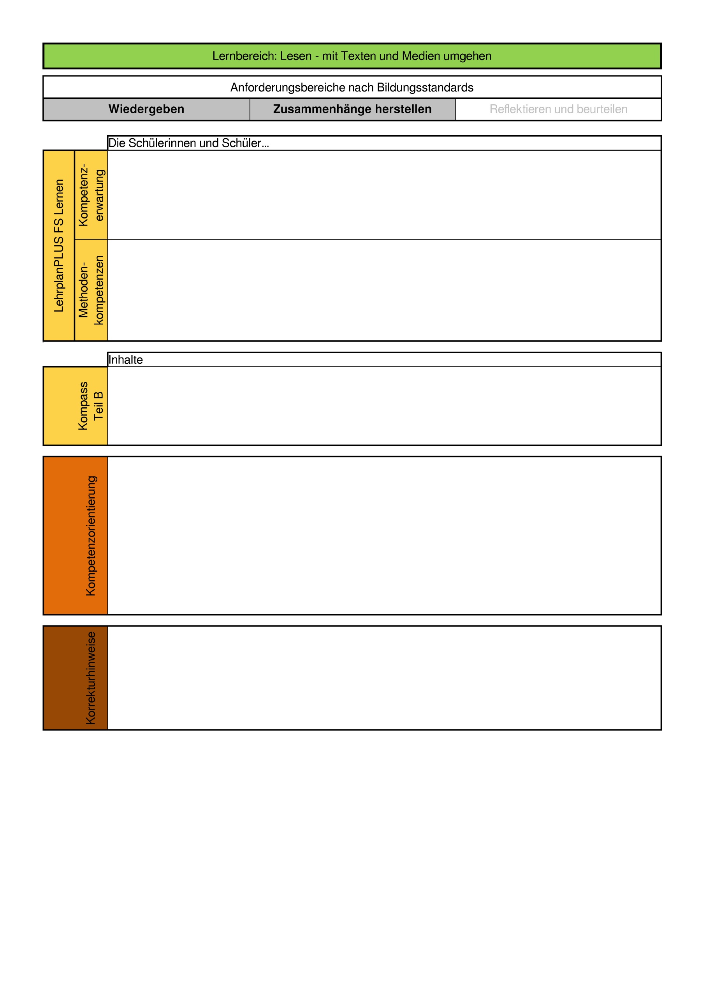 Lernbereich: Lesen - mit Texten und Medien umgehen
Anforderungsbereiche nach Bildungsstandards
Wiedergeben
Zusammenhänge herstellen
Reflektieren und beurteilen
Die Schülerinnen und Schüler...
LehrplanPLUS FS Lernen
Kompetenz-
erwartung
Methoden-
kompetenzen
Inhalte
Kompass
Teil B
Kompetenzorientierung
Korrekturhinweise